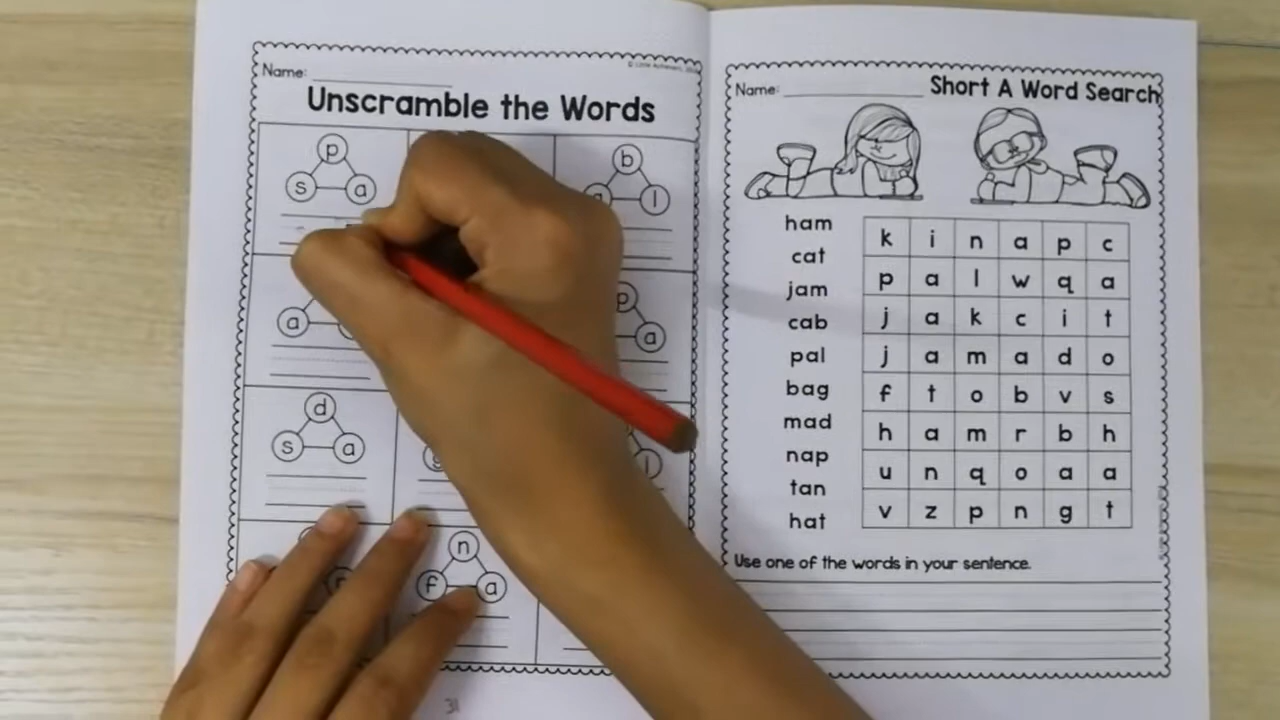 Name:
Unscramble the Words
p
s a
b
l
a
p
a
d
s a
g
l
n
f a
31
Name:
Short A Word Search
ham
cat
jam
cab
pal
bag
mad
nap
tan
hat
k i n a p c
p a l w q a
j a k c i t
j a m a d o
f t o b v s
h a m r b h
u n q o a a
v z p n g t
Use one of the words in your sentence.